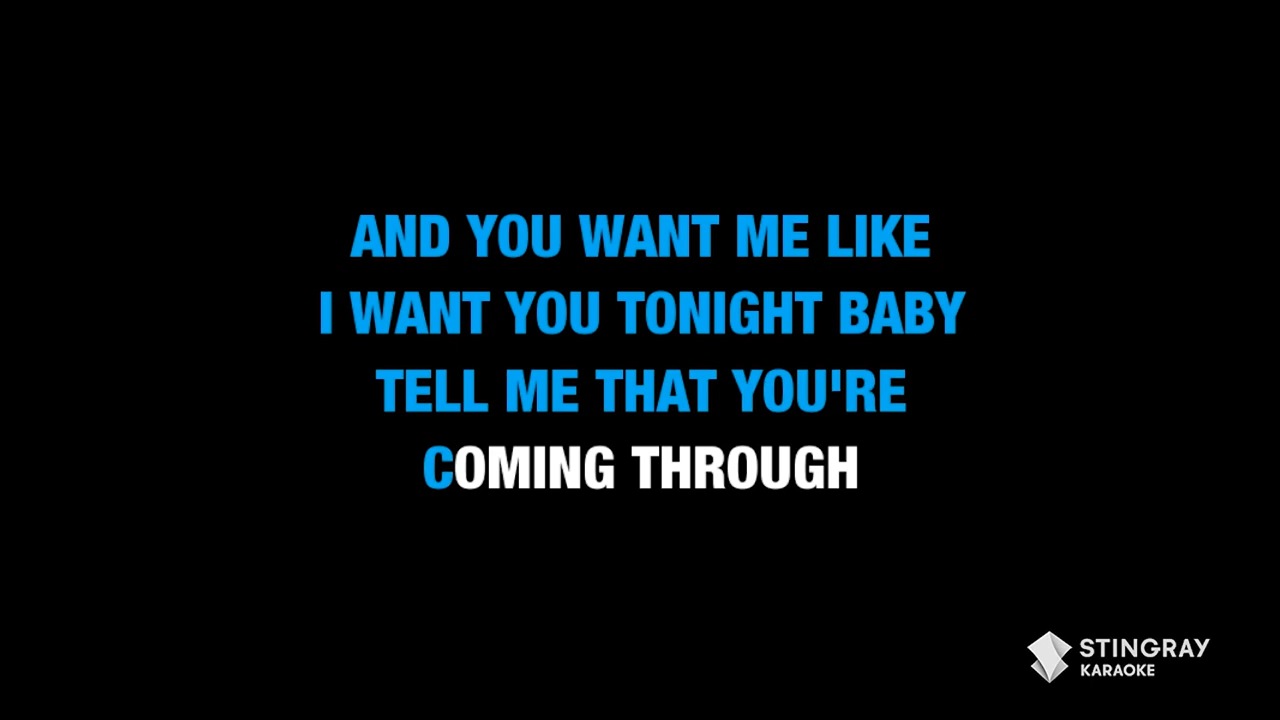 AND YOU WANT ME LIKE
I WANT YOU TONIGHT BABY
TELL ME THAT YOU'RE
COMING THROUGH
STINGRAY
KARAOKE